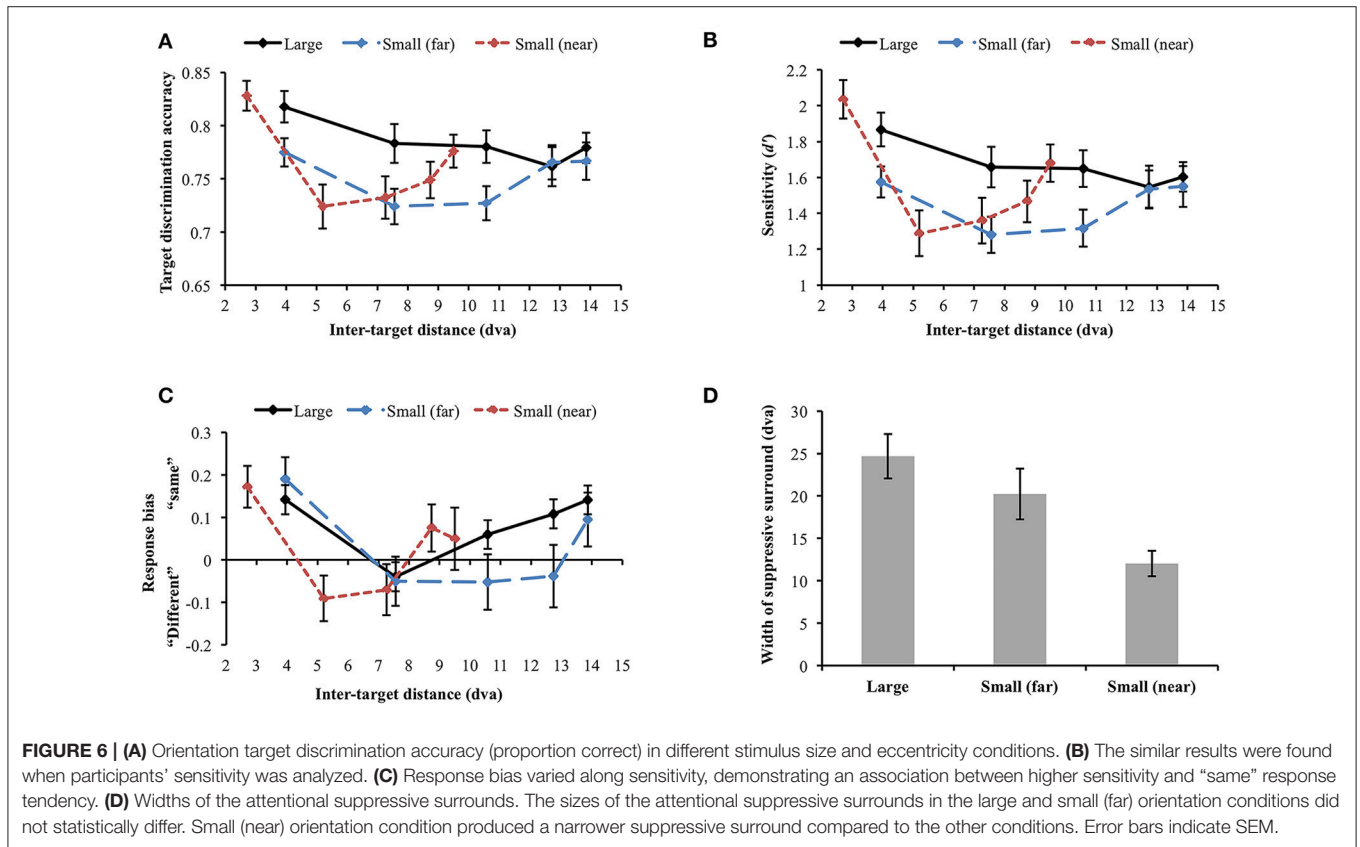 A
Large Small (far) Small (near)
Target discrimination accuracy
0.85
0.8
0.75
0.7
0.65
2 3 4 5 6 7 8 9 10 11 12 13 14 15
Inter-target distance (dva)
B
Large Small (far) Small (near)
Sensitivity (d')
2.2
2
1.8
1.6
1.4
1.2
1
2 3 4 5 6 7 8 9 10 11 12 13 14 15
Inter-target distance (dva)
C
Large Small (far) Small (near)
Response bias
"Different" "same"
0.3
0.2
0.1
0
-0.1
-0.2
2 3 4 5 6 7 8 9 10 11 12 13 14 15
Inter-target distance (dva)
D
Width of suppressive surround (dva)
30
25
20
15
10
5
0
Large Small (far) Small (near)
FIGURE 6 | (A) Orientation target discrimination accuracy (proportion correct) in different stimulus size and eccentricity conditions. (B) The similar results were found
when participants' sensitivity was analyzed. (C) Response bias varied along sensitivity, demonstrating an association between higher sensitivity and "same" response
tendency. (D) Widths of the attentional suppressive surrounds. The sizes of the attentional suppressive surrounds in the large and small (far) orientation conditions did
not statistically differ. Small (near) orientation condition produced a narrower suppressive surround compared to the other conditions. Error bars indicate SEM.